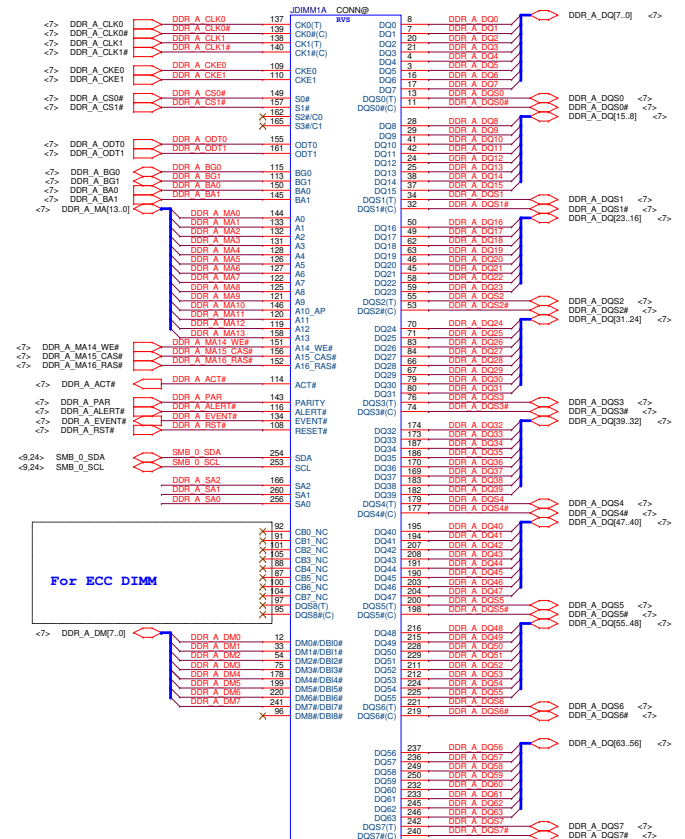 JDIMM1A CONN@
RVS
<7> DDR_A_CLK0 DDR_A_CLK0 137 CK0(T)
<7> DDR_A_CLK0# DDR_A_CLK0# 139 CK0#(C)
<7> DDR_A_CLK1 DDR_A_CLK1 138 CK1(T)
<7> DDR_A_CLK1# DDR_A_CLK1# 140 CK1#(C)
<7> DDR_A_CKE0 DDR_A_CKE0 109 CKE0
<7> DDR_A_CKE1 DDR_A_CKE1 110 CKE1
<7> DDR_A_CS0# DDR_A_CS0# 149 S0#
<7> DDR_A_CS1# DDR_A_CS1# 157 S1#
162 S2#/C0
165 S3#/C1
<7> DDR_A_ODT0 DDR_A_ODT0 155 ODT0
<7> DDR_A_ODT1 DDR_A_ODT1 161 ODT1
<7> DDR_A_BG0 DDR_A_BG0 115 BG0
<7> DDR_A_BG1 DDR_A_BG1 113 BG1
<7> DDR_A_BA0 DDR_A_BA0 150 BA0
<7> DDR_A_BA1 DDR_A_BA1 145 BA1
<7> DDR_A_MA[13..0]
DDR_A_MA0 144 A0
DDR_A_MA1 133 A1
DDR_A_MA2 132 A2
DDR_A_MA3 131 A3
DDR_A_MA4 128 A4
DDR_A_MA5 126 A5
DDR_A_MA6 127 A6
DDR_A_MA7 122 A7
DDR_A_MA8 125 A8
DDR_A_MA9 121 A9
DDR_A_MA10 146 A10_AP
DDR_A_MA11 120 A11
DDR_A_MA12 119 A12
DDR_A_MA13 158 A13
<7> DDR_A_MA14_WE# DDR_A_MA14_WE# 151 A14_WE#
<7> DDR_A_MA15_CAS# DDR_A_MA15_CAS# 156 A15_CAS#
<7> DDR_A_MA16_RAS# DDR_A_MA16_RAS# 152 A16_RAS#
<7> DDR_A_ACT# DDR_A_ACT# 114 ACT#
<7> DDR_A_PAR DDR_A_PAR 143 PARITY
<7> DDR_A_ALERT# DDR_A_ALERT# 116 ALERT#
<7> DDR_A_EVENT# DDR_A_EVENT# 134 EVENT#
<7> DDR_A_RST# DDR_A_RST# 108 RESET#
<9,24> SMB_0_SDA SMB_0_SDA 254 SDA
<9,24> SMB_0_SCL SMB_0_SCL 253 SCL
DDR_A_SA2 166 SA2
DDR_A_SA1 260 SA1
DDR_A_SA0 256 SA0
For ECC DIMM
92 CB0_NC
91 CB1_NC
101 CB2_NC
105 CB3_NC
88 CB4_NC
87 CB5_NC
100 CB6_NC
104 CB7_NC
97 DQS8(T)
95 DQS8#(C)
<7> DDR_A_DM[7..0]
DDR_A_DM0 12 DM0#/DBI0#
DDR_A_DM1 33 DM1#/DBI1#
DDR_A_DM2 54 DM2#/DBI2#
DDR_A_DM3 75 DM3#/DBI3#
DDR_A_DM4 178 DM4#/DBI4#
DDR_A_DM5 199 DM5#/DBI5#
DDR_A_DM6 220 DM6#/DBI6#
DDR_A_DM7 241 DM7#/DBI7#
96 DM8#/DBI8#
DQ0 8 DDR_A_DQ0 DDR_A_DQ[7..0] <7>
DQ1 7 DDR_A_DQ1
DQ2 20 DDR_A_DQ2
DQ3 21 DDR_A_DQ3
DQ4 4 DDR_A_DQ4
DQ5 3 DDR_A_DQ5
DQ6 16 DDR_A_DQ6
DQ7 17 DDR_A_DQ7
DQS0(T) 13 DDR_A_DQS0 DDR_A_DQS0 <7>
DQS0#(C) 11 DDR_A_DQS0# DDR_A_DQS0# <7>
DDR_A_DQ[15..8] <7>
DQ8 28 DDR_A_DQ8
DQ9 29 DDR_A_DQ9
DQ10 41 DDR_A_DQ10
DQ11 42 DDR_A_DQ11
DQ12 24 DDR_A_DQ12
DQ13 25 DDR_A_DQ13
DQ14 38 DDR_A_DQ14
DQ15 37 DDR_A_DQ15
DQS1(T) 34 DDR_A_DQS1 DDR_A_DQS1 <7>
DQS1#(C) 32 DDR_A_DQS1# DDR_A_DQS1# <7>
DDR_A_DQ[23..16] <7>
DQ16 50 DDR_A_DQ16
DQ17 49 DDR_A_DQ17
DQ18 62 DDR_A_DQ18
DQ19 63 DDR_A_DQ19
DQ20 46 DDR_A_DQ20
DQ21 45 DDR_A_DQ21
DQ22 58 DDR_A_DQ22
DQ23 59 DDR_A_DQ23
DQS2(T) 55 DDR_A_DQS2 DDR_A_DQS2 <7>
DQS2#(C) 53 DDR_A_DQS2# DDR_A_DQS2# <7>
DDR_A_DQ[31..24] <7>
DQ24 70 DDR_A_DQ24
DQ25 71 DDR_A_DQ25
DQ26 83 DDR_A_DQ26
DQ27 84 DDR_A_DQ27
DQ28 66 DDR_A_DQ28
DQ29 67 DDR_A_DQ29
DQ30 79 DDR_A_DQ30
DQ31 80 DDR_A_DQ31
DQS3(T) 76 DDR_A_DQS3 DDR_A_DQS3 <7>
DQS3#(C) 74 DDR_A_DQS3# DDR_A_DQS3# <7>
DDR_A_DQ[39..32] <7>
DQ32 174 DDR_A_DQ32
DQ33 173 DDR_A_DQ33
DQ34 187 DDR_A_DQ34
DQ35 186 DDR_A_DQ35
DQ36 170 DDR_A_DQ36
DQ37 169 DDR_A_DQ37
DQ38 183 DDR_A_DQ38
DQ39 182 DDR_A_DQ39
DQS4(T) 179 DDR_A_DQS4 DDR_A_DQS4 <7>
DQS4#(C) 177 DDR_A_DQS4# DDR_A_DQS4# <7>
DDR_A_DQ[47..40] <7>
DQ40 195 DDR_A_DQ40
DQ41 194 DDR_A_DQ41
DQ42 207 DDR_A_DQ42
DQ43 208 DDR_A_DQ43
DQ44 191 DDR_A_DQ44
DQ45 190 DDR_A_DQ45
DQ46 203 DDR_A_DQ46
DQ47 204 DDR_A_DQ47
DQS5(T) 200 DDR_A_DQS5 DDR_A_DQS5 <7>
DQS5#(C) 198 DDR_A_DQS5# DDR_A_DQS5# <7>
DDR_A_DQ[55..48] <7>
DQ48 216 DDR_A_DQ48
DQ49 215 DDR_A_DQ49
DQ50 228 DDR_A_DQ50
DQ51 229 DDR_A_DQ51
DQ52 211 DDR_A_DQ52
DQ53 212 DDR_A_DQ53
DQ54 224 DDR_A_DQ54
DQ55 225 DDR_A_DQ55
DQS6(T) 221 DDR_A_DQS6 DDR_A_DQS6 <7>
DQS6#(C) 219 DDR_A_DQS6# DDR_A_DQS6# <7>
DDR_A_DQ[63..56] <7>
DQ56 237 DDR_A_DQ56
DQ57 236 DDR_A_DQ57
DQ58 249 DDR_A_DQ58
DQ59 250 DDR_A_DQ59
DQ60 232 DDR_A_DQ60
DQ61 233 DDR_A_DQ61
DQ62 245 DDR_A_DQ62
DQ63 246 DDR_A_DQ63
DQS7(T) 242 DDR_A_DQS7 DDR_A_DQS7 <7>
DQS7#(C) 240 DDR_A_DQS7# DDR_A_DQS7# <7>